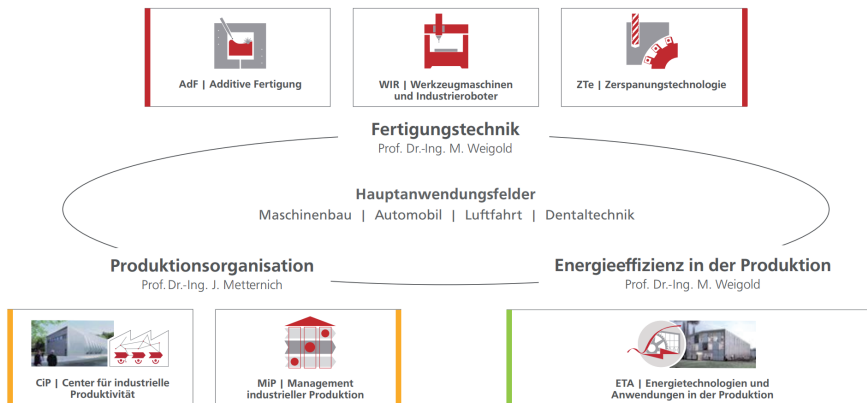 AdF | Additive Fertigung
WIR | Werkzeugmaschinen
und Industrieroboter
ZTe | Zerspanungstechnologie
Fertigungstechnik
Prof. Dr.-Ing. M. Weigold
Hauptanwendungsfelder
Maschinenbau | Automobil | Luftfahrt | Dentaltechnik
Produktionsorganisation
Prof. Dr.-Ing. J. Metternich
Energieeffizienz in der Produktion
Prof. Dr.-Ing. M. Weigold
CiP | Center für industrielle
Produktivität
MiP | Management
industrieller Produktion
ETA | Energietechnologien und
Anwendungen in der Produktion